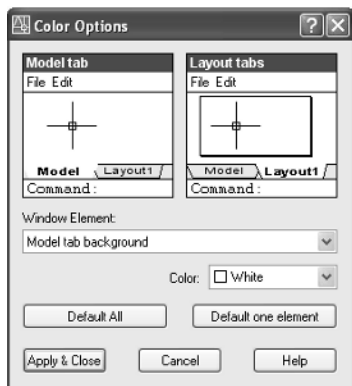 Color Options
Model tab
Layout tabs
File Edit
File Edit
Model Layout1
Model Layout1
Command:
Command:
Window Element:
Model tab background
Color: White
Default All
Default one element
Apply & Close
Cancel
Help